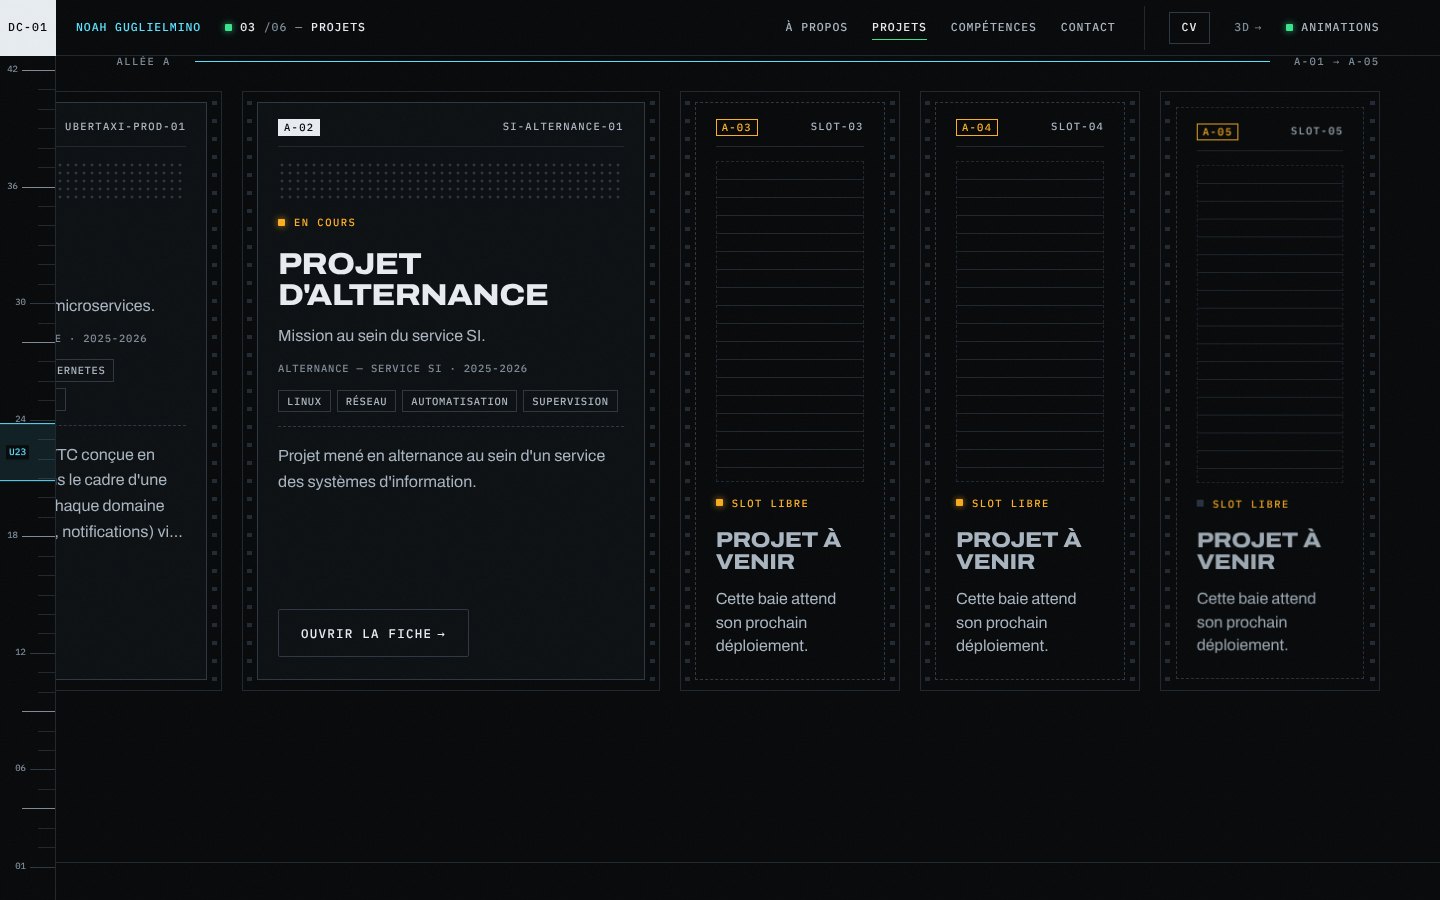 DC-01
NOAH GUGLIELMINO
03 /06 — PROJETS
À PROPOS
PROJETS
COMPÉTENCES
CONTACT
CV
3D →
ANIMATIONS
ALLÉE A
A-01 → A-05
42
36
30
24
U23
18
12
06
01
UBERTAXI-PROD-01
microservices.
E · 2025-2026
ERNETES
TC conçue en
s le cadre d'une
haque domaine
, notifications) vi...
A-02
SI-ALTERNANCE-01
EN COURS
PROJET
D'ALTERNANCE
Mission au sein du service SI.
ALTERNANCE — SERVICE SI · 2025-2026
LINUX
RÉSEAU
AUTOMATISATION
SUPERVISION
Projet mené en alternance au sein d'un service
des systèmes d'information.
OUVRIR LA FICHE →
A-03
SLOT-03
SLOT LIBRE
PROJET À
VENIR
Cette baie attend
son prochain
déploiement.
A-04
SLOT-04
SLOT LIBRE
PROJET À
VENIR
Cette baie attend
son prochain
déploiement.
A-05
SLOT-05
SLOT LIBRE
PROJET À
VENIR
Cette baie attend
son prochain
déploiement.